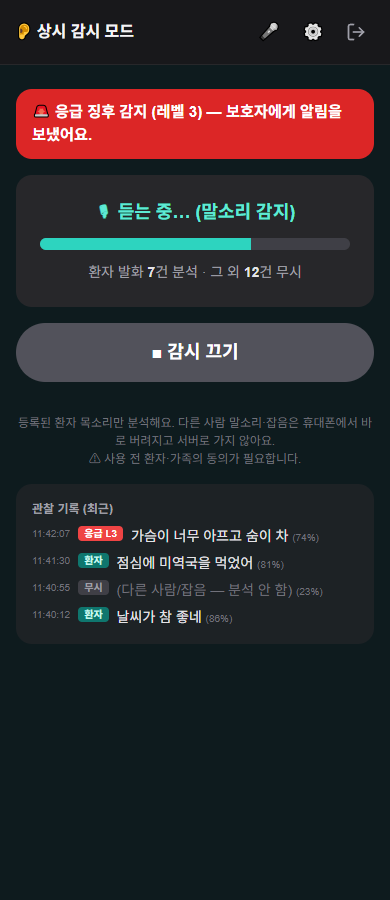 👂 상시 감시 모드
🚨 응급 징후 감지 (레벨 3) — 보호자에게 알림을
보냈어요.
🎙 듣는 중… (말소리 감지)
환자 발화 7건 분석 · 그 외 12건 무시
■ 감시 끄기
등록된 환자 목소리만 분석해요. 다른 사람 말소리·잡음은 휴대폰에서 바
로 버려지고 서버로 가지 않아요.
⚠ 사용 전 환자·가족의 동의가 필요합니다.
관찰 기록 (최근)
11:42:07 응급 L3 가슴이 너무 아프고 숨이 차 (74%)
11:41:30 환자 점심에 미역국을 먹었어 (81%)
11:40:55 무시 (다른 사람/잡음 — 분석 안 함) (23%)
11:40:12 환자 날씨가 참 좋네 (86%)